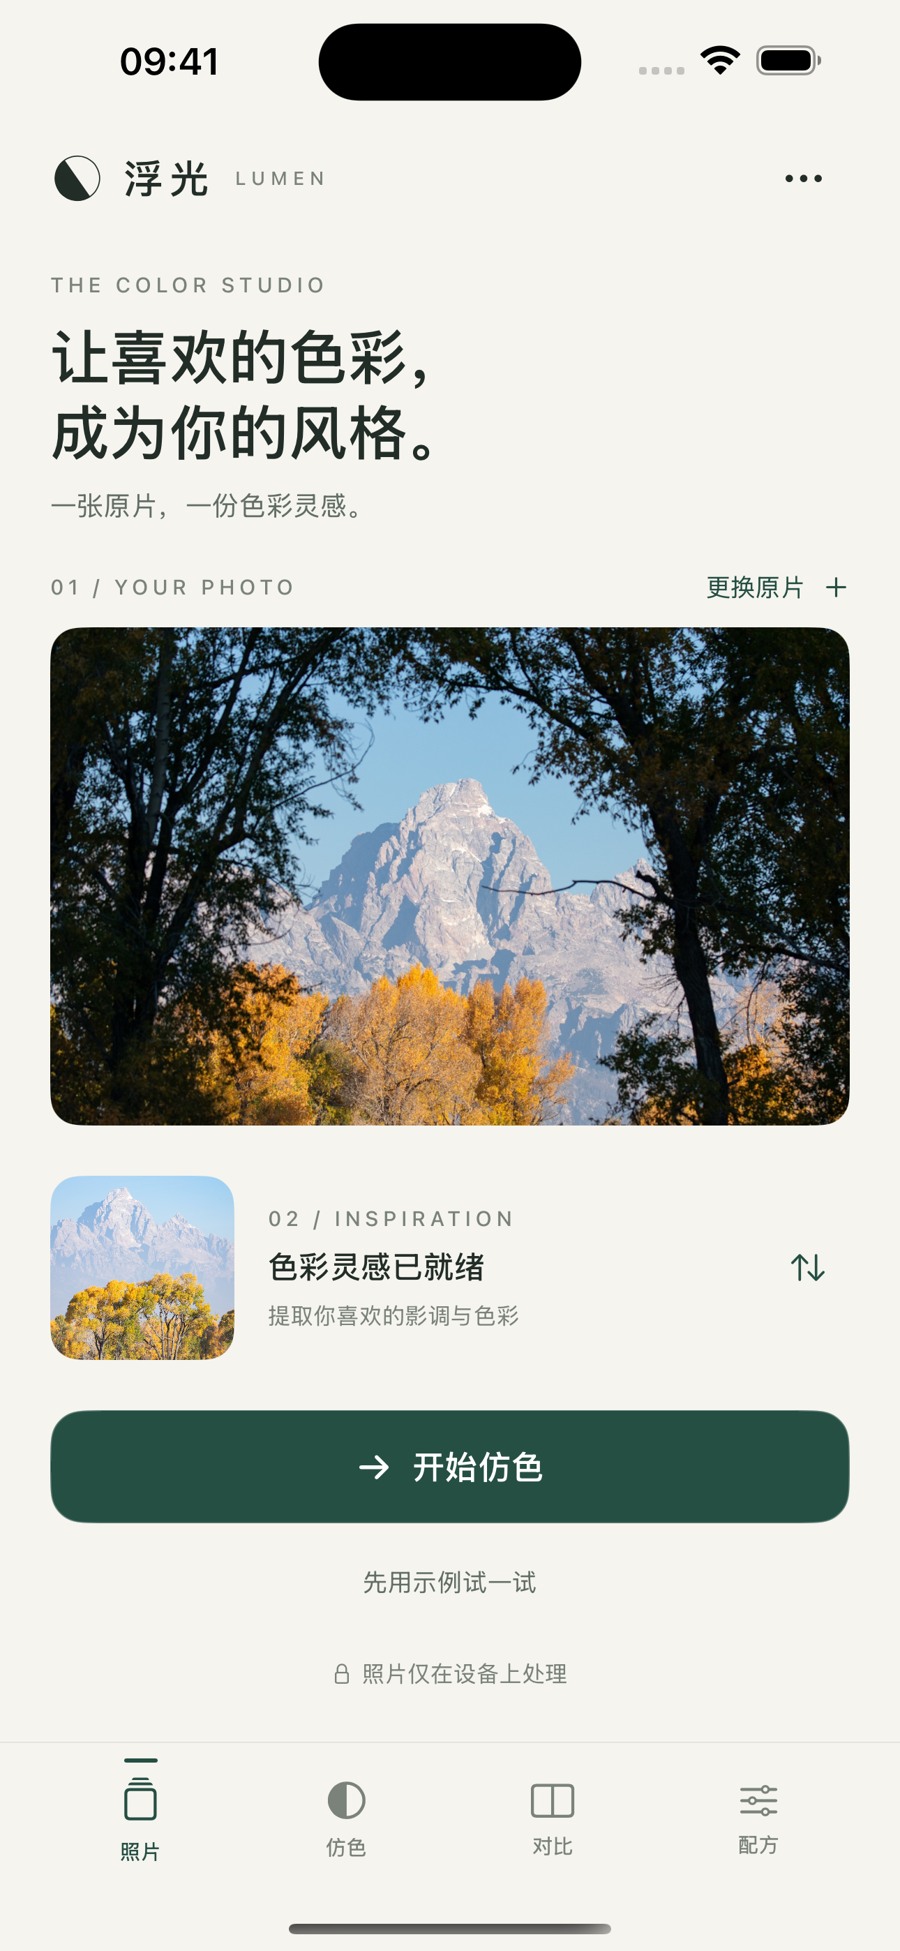 09:41
浮光 LUMEN
THE COLOR STUDIO
让喜欢的色彩，
成为你的风格。
一张原片，一份色彩灵感。
01 / YOUR PHOTO
更换原片
02 / INSPIRATION
色彩灵感已就绪
提取你喜欢的影调与色彩
开始仿色
先用示例试一试
照片仅在设备上处理
照片
仿色
对比
配方